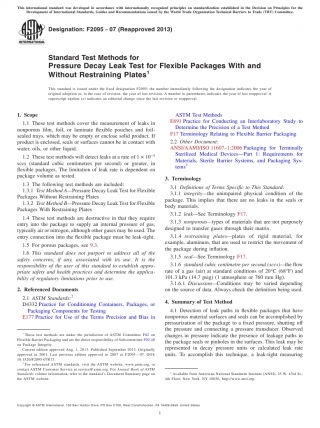 This international standard was developed in accordance with internationally recognized principles on standardization established in the Decision on Principles for the
Development of International Standards, Guides and Recommendations issued by the World Trade Organization Technical Barriers to Trade (TBT) Committee.
Designation: F2095 - 07 (Reapproved 2013)
INTERNATIONAL
Standard Test Methods for
Pressure Decay Leak Test for Flexible Packages With and
Without Restraining Plates1
This standard is issued under the fixed designation F2095; the number immediately following the designation indicates the year of
original adoption or, in the case of revision, the year of last revision. A number in parentheses indicates the year of last reapproval. A
superscript epsilon (ε) indicates an editorial change since the last revision or reapproval.
1. Scope
1.1 These test methods cover the measurement of leaks in
nonporous film, foil, or laminate flexible pouches and foil-
sealed trays, which may be empty or enclose solid product. If
product is enclosed, seals or surfaces cannot be in contact with
water, oils, or other liquid.
1.2 These test methods will detect leaks at a rate of 1 × 10−4
sccs (standard cubic centimetres per second) or greater, in
flexible packages. The limitation of leak rate is dependent on
package volume as tested.
1.3 The following test methods are included:
1.3.1 Test Method A—Pressure Decay Leak Test for Flexible
Packages Without Restraining Plates
1.3.2 Test Method B—Pressure Decay Leak Test for Flexible
Packages With Restraining Plates
1.4 These test methods are destructive in that they require
entry into the package to supply an internal pressure of gas,
typically air or nitrogen, although other gases may be used. The
entry connection into the flexible package must be leak-tight.
1.5 For porous packages, see 9.3.
1.6 This standard does not purport to address all of the
safety concerns, if any, associated with its use. It is the
responsibility of the user of this standard to establish appro-
priate safety and health practices and determine the applica-
bility of regulatory limitations prior to use.
2. Referenced Documents
2.1 ASTM Standards:2
D4332 Practice for Conditioning Containers, Packages, or
Packaging Components for Testing
E177 Practice for Use of the Terms Precision and Bias in
ASTM Test Methods
E691 Practice for Conducting an Interlaboratory Study to
Determine the Precision of a Test Method
F17 Terminology Relating to Flexible Barrier Packaging
2.2 Other Document:
ANSI/AAMI/ISO 11607–1:2006 Packaging for Terminally
Sterilized Medical Devices—Part 1: Requirements for
Materials, Sterile Barrier Systems, and Packaging Sys-
tems3
3. Terminology
3.1 Definitions of Terms Specific to This Standard:
3.1.1 integrity—the unimpaired physical condition of the
package. This implies that there are no leaks in the seals or
body materials.
3.1.2 leak—See Terminology F17.
3.1.3 nonporous—types of materials that are not purposely
designed to transfer gases through their matrix.
3.1.4 restraining plates—plates of rigid material, for
example, aluminum, that are used to restrict the movement of
the package during inflation.
3.1.5 seal—See Terminology F17.
3.1.6 standard cubic centimetre per second (sccs)—the flow
rate of a gas (air) at standard conditions of 20°C (68°F) and
101.3 kPa (14.7 psig) (1 atmosphere or 760 mm Hg).
3.1.6.1 Discussion—Conditions may be varied depending
on the source of data. Always check the definition being used.
4. Summary of Test Method
4.1 Detection of leaks in flexible packages that have
nonporous material surfaces and seals can be accomplished by
pressurization of the package to a fixed pressure, shutting off
the pressure and connecting a pressure transducer. Observed
changes in pressure indicate the presence of leakage paths in
the package seals or pinholes in the surfaces. This leak may be
represented in decay pressure units or calculated leak rate
units. To accomplish this technique, a leak-tight measuring
1 These test methods are under the jurisdiction of ASTM Committee F02 on
Flexible Barrier Packaging and are the direct responsibility of Subcommittee F02.40
on Package Integrity.
Current edition approved Aug. 1, 2013. Published September 2013. Originally
approved in 2001. Last previous edition approved in 2007 as F2095 – 07. DOI:
10.1520/F2095-07R13.
2 For referenced ASTM standards, visit the ASTM website, www.astm.org, or
contact ASTM Customer Service at service@astm.org. For Annual Book of ASTM
Standards volume information, refer to the standard's Document Summary page on
the ASTM website.
3 Available from American National Standards Institute (ANSI), 25 W. 43rd St.,
4th Floor, New York, NY 10036, http://www.ansi.org.
Copyright © ASTM International, 100 Barr Harbor Drive, PO Box C700, West Conshohocken, PA 19428-2959. United States
1